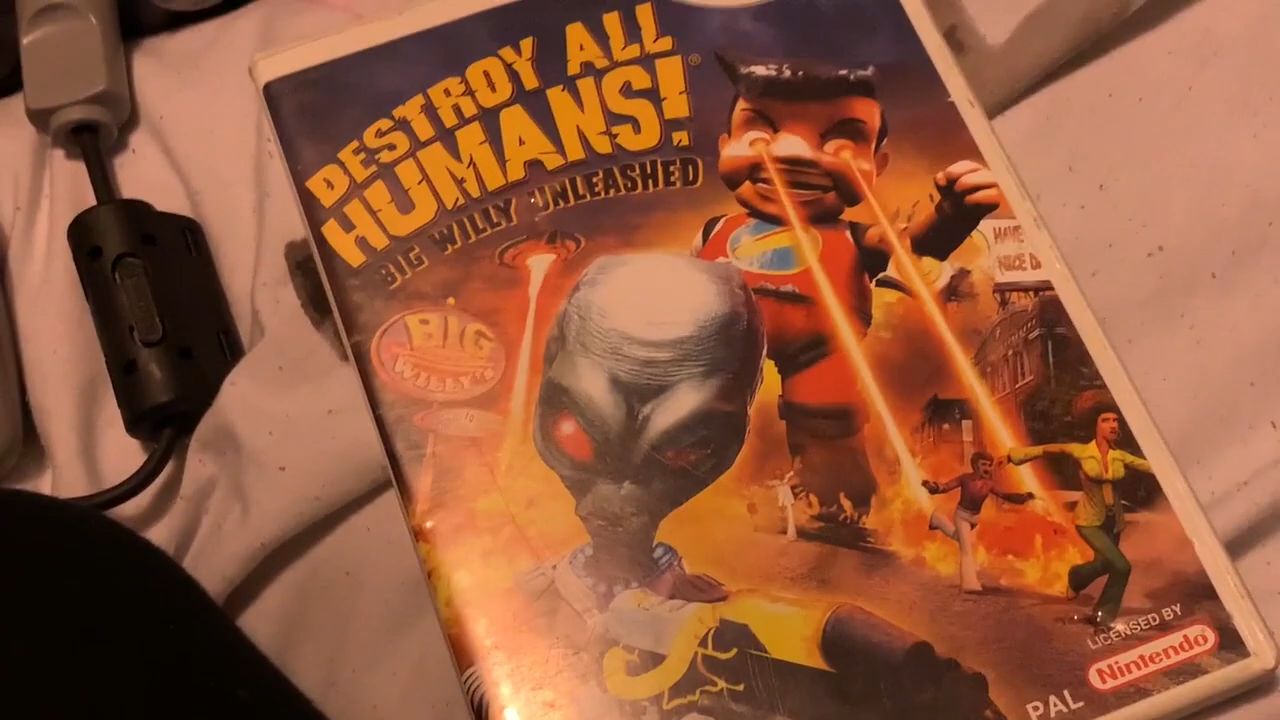 DESTROY ALL
HUMANS!®
BIG WILLY UNLEASHED
BIG
WILLY'S
HAVE
NICE D
LICENSED BY
Nintendo
PAL